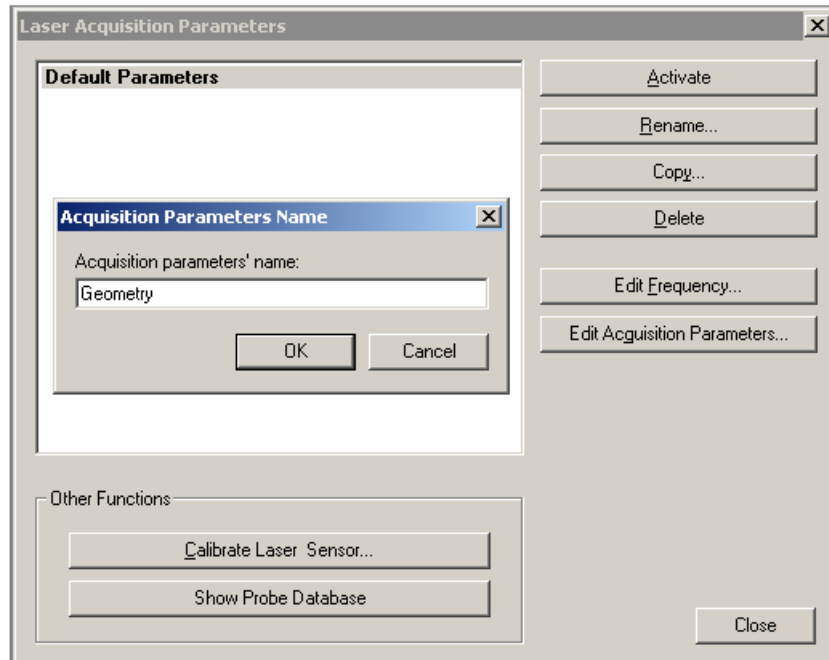 Laser Acquisition Parameters
Default Parameters
Activate
Rename...
Copy...
Delete
Acquisition Parameters Name
Acquisition parameters' name:
Geometry
OK
Cancel
Edit Frequency...
Edit Acquisition Parameters...
Other Functions
Calibrate Laser Sensor...
Show Probe Database
Close